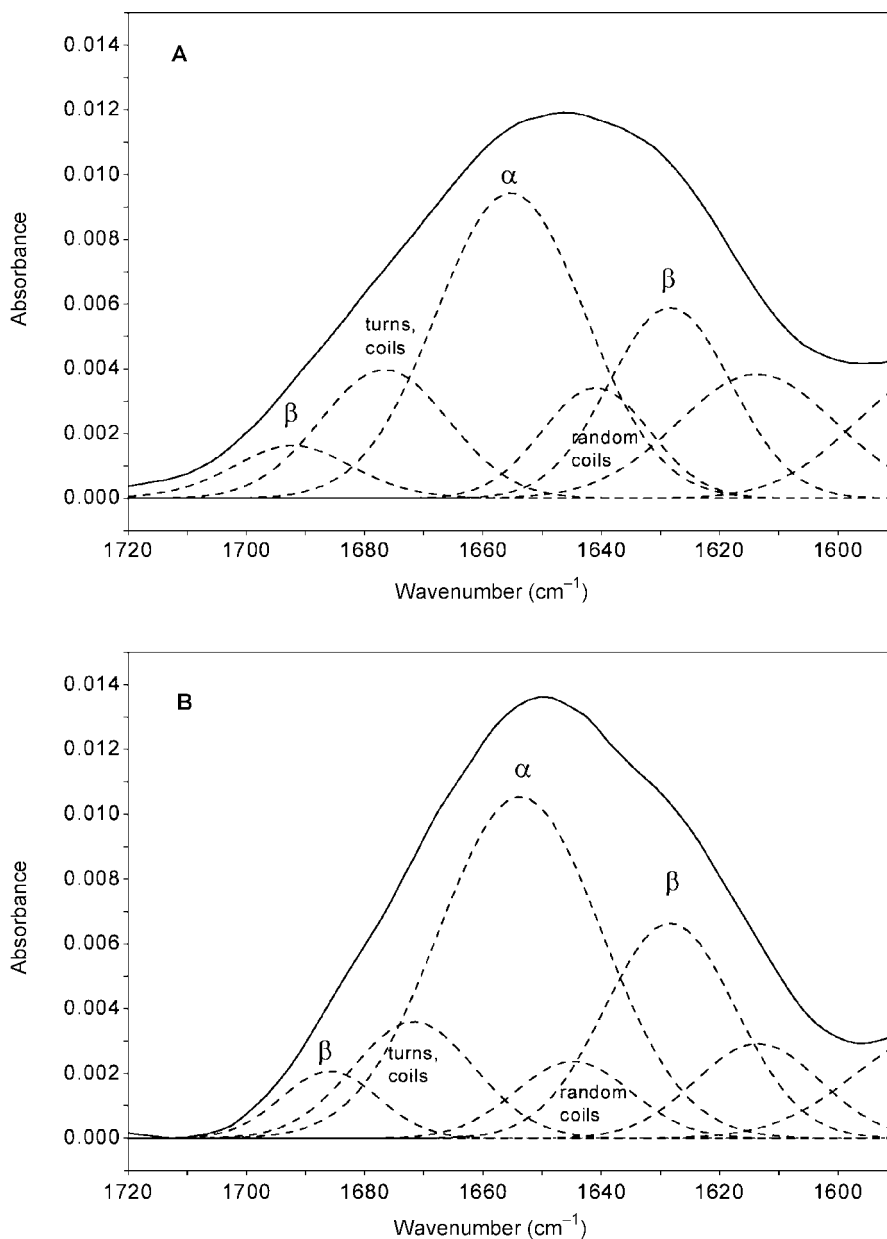 A
0.014
0.012
0.010
0.008
0.006
0.004
0.002
0.000
Absorbance
α
β
turns,
coils
β
random
coils
1720 1700 1680 1660 1640 1620 1600
Wavenumber (cm⁻¹)
B
0.014
0.012
0.010
0.008
0.006
0.004
0.002
0.000
Absorbance
α
β
β
turns,
coils
random
coils
1720 1700 1680 1660 1640 1620 1600
Wavenumber (cm⁻¹)